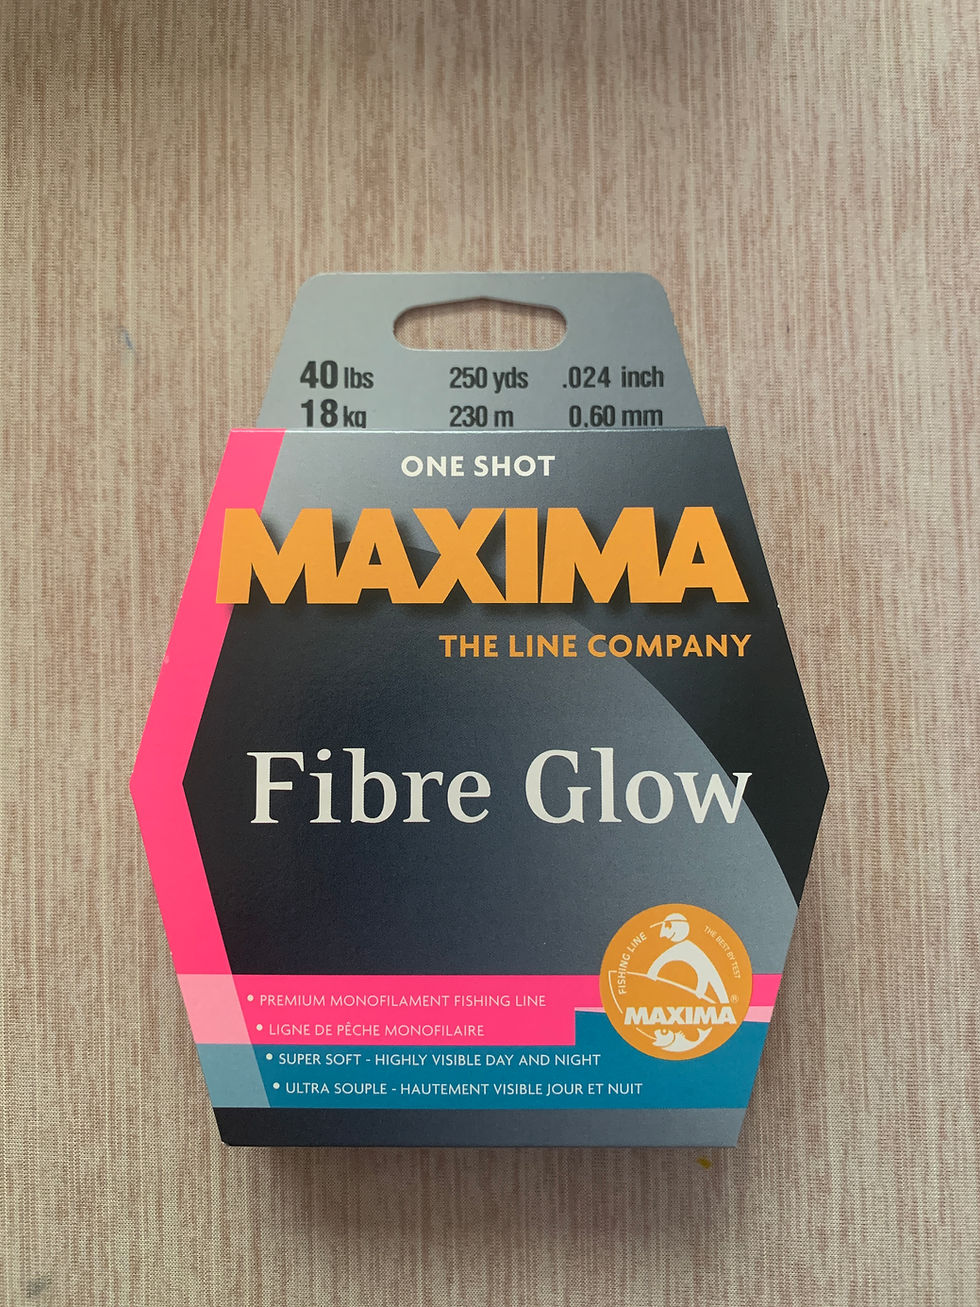 40 lbs 250 yds .024 inch
18 kg 230 m 0.60 mm
ONE SHOT
MAXIMA
THE LINE COMPANY
Fibre Glow
FISHING LINE THE BEST BY TEST
MAXIMA®
• PREMIUM MONOFILAMENT FISHING LINE
• LIGNE DE PÊCHE MONOFILAIRE
• SUPER SOFT - HIGHLY VISIBLE DAY AND NIGHT
• ULTRA SOUPLE - HAUTEMENT VISIBLE JOUR ET NUIT